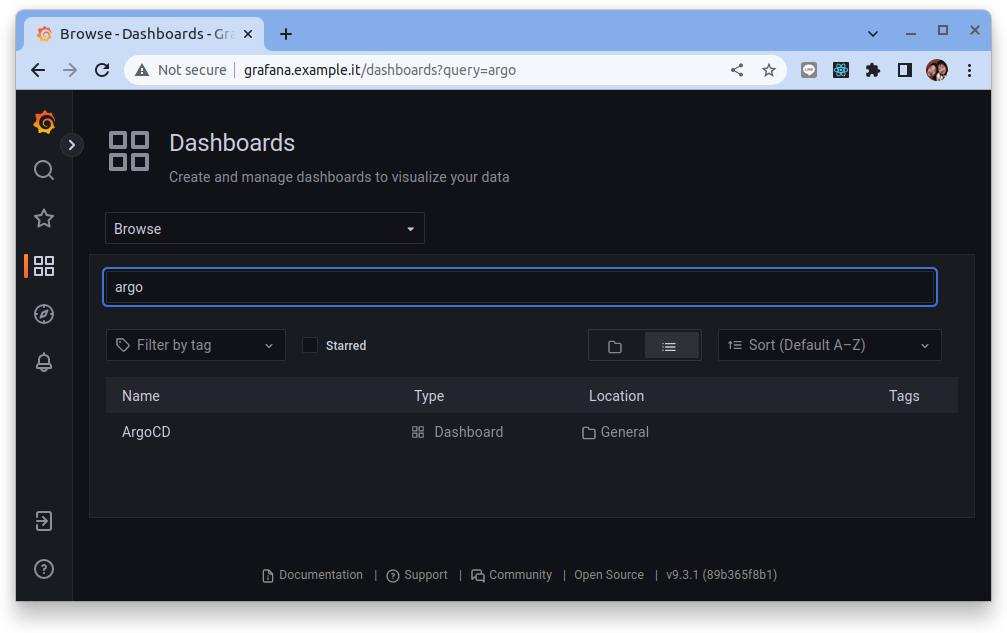 Browse - Dashboards - Gra
Not secure grafana.example.it/dashboards?query=argo
Dashboards
Create and manage dashboards to visualize your data
Browse
argo
Filter by tag Starred Sort (Default A–Z)
Name Type Location Tags
ArgoCD Dashboard General
Documentation | Support | Community | Open Source | v9.3.1 (89b365f8b1)